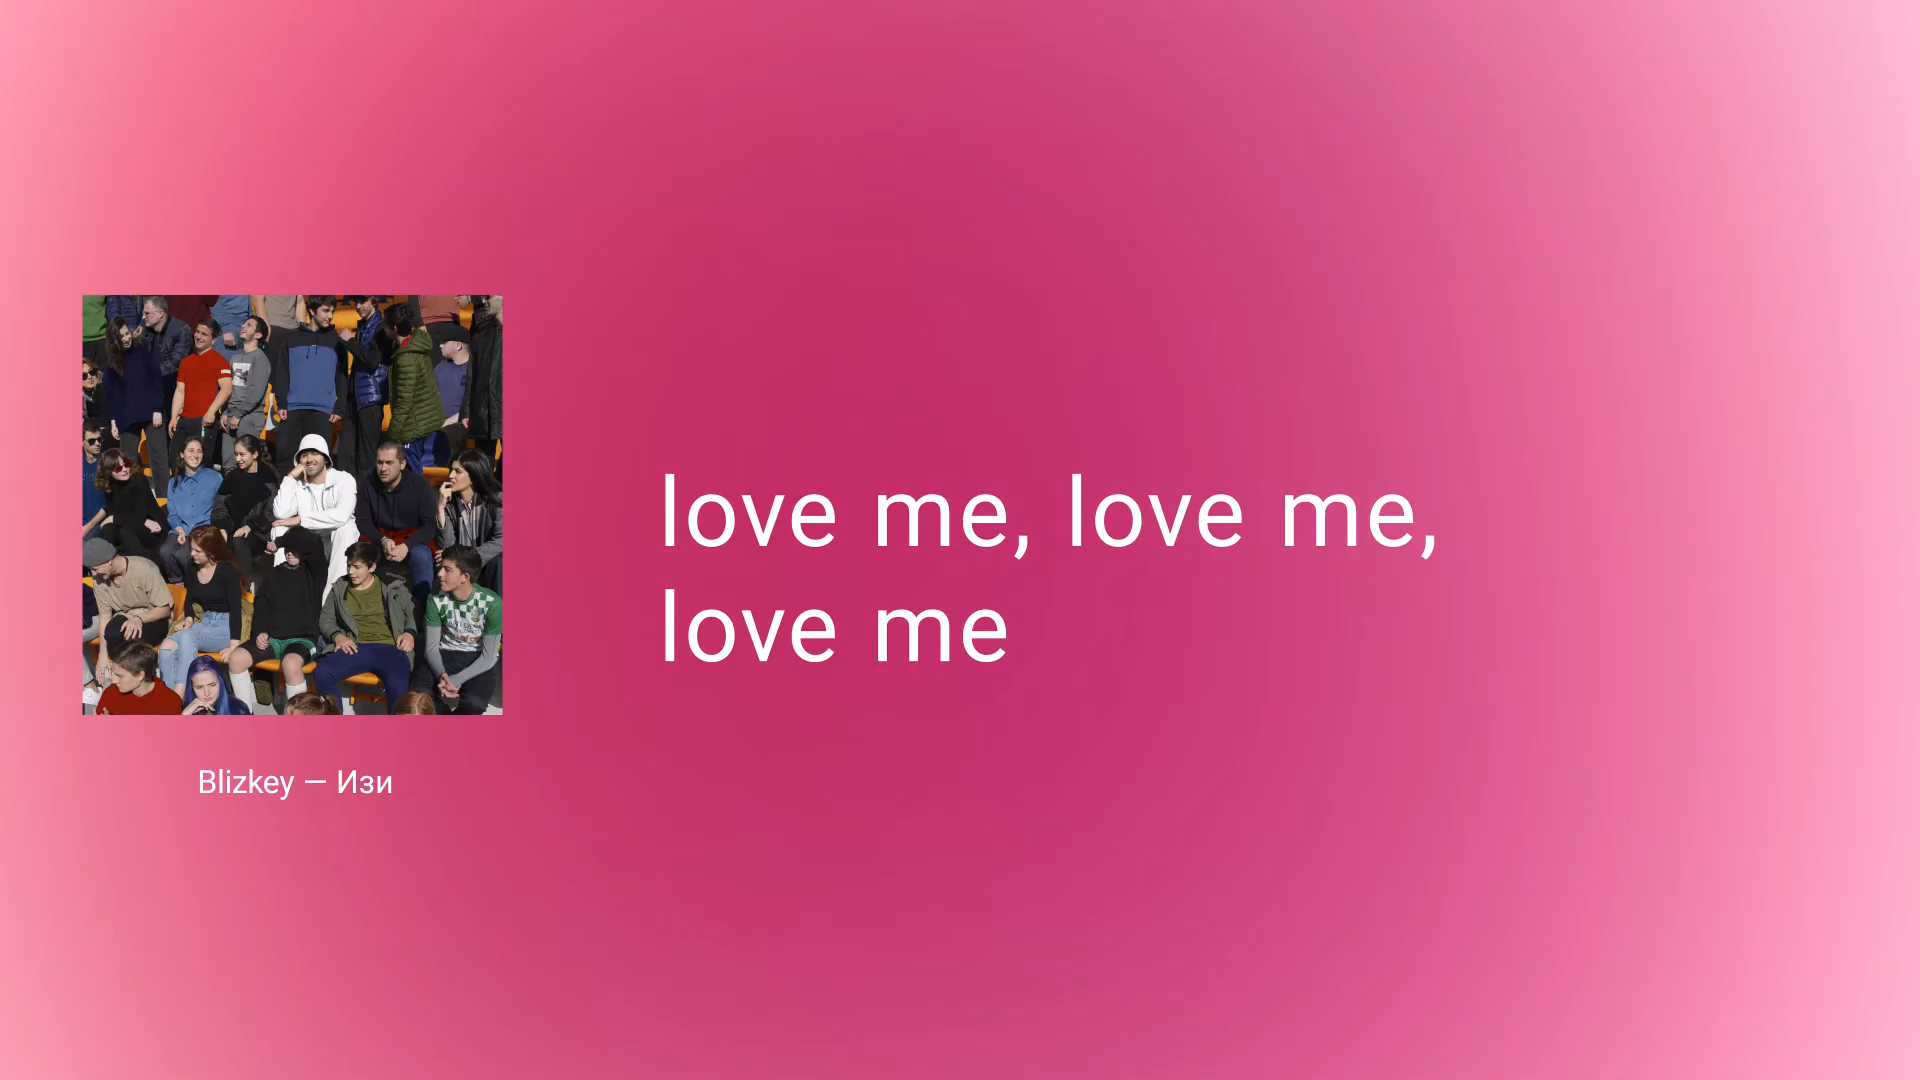 love me, love me,
love me
Blizkey — Изи